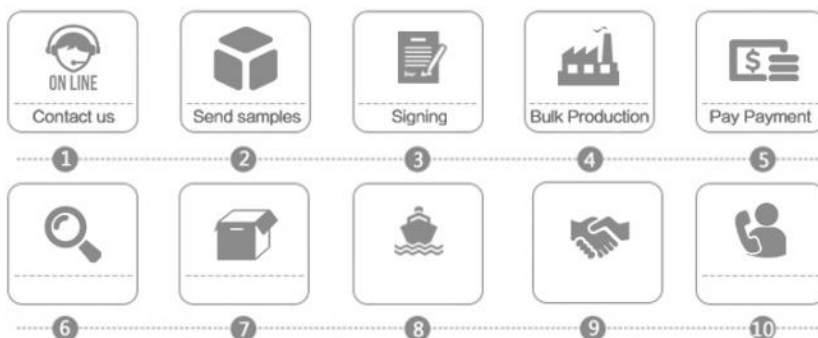 ON LINE
Contact us
Send samples
Signing
$
Bulk Production
Pay Payment
1
2
3
4
5
6
7
8
9
10